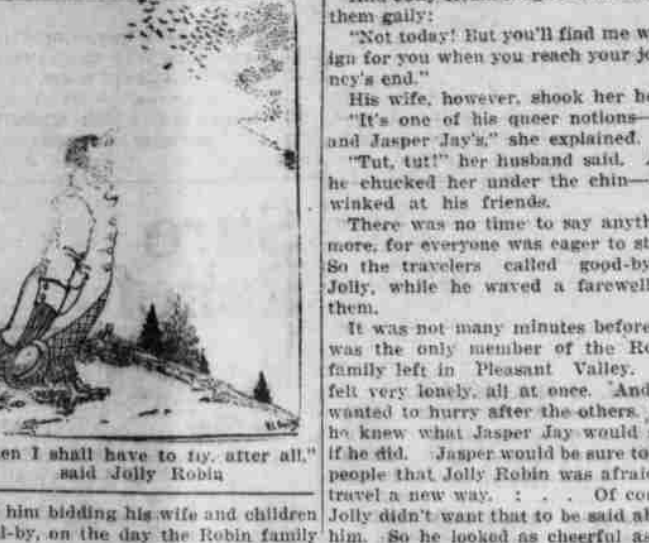 en I shall have to fly, after all,"
said Jolly Robin
him bidding his wife and children
l-by, on the day the Robin family
them gaily:
"Not today! But you'll find me w
ign for you when you reach your jo
ney's end."
His wife, however, shook her he
"It's one of his queer notions—
and Jasper Jay's," she explained.
"Tut, tut!" her husband said.
he chucked her under the chin—
winked at his friends.
There was no time to say anyth
more, for everyone was eager to st
So the travelers called good-by
Jolly, while he waved a farewell
them.
It was not many minutes before
was the only member of the Ro
family left in Pleasant Valley.
felt very lonely, all at once. And
wanted to hurry after the others.
he knew what Jasper Jay would
if he did. Jasper would be sure to
people that Jolly Robin was afraid
travel a new way. : . . Of cou
Jolly didn't want that to be said ab
him. So he looked as cheerful as